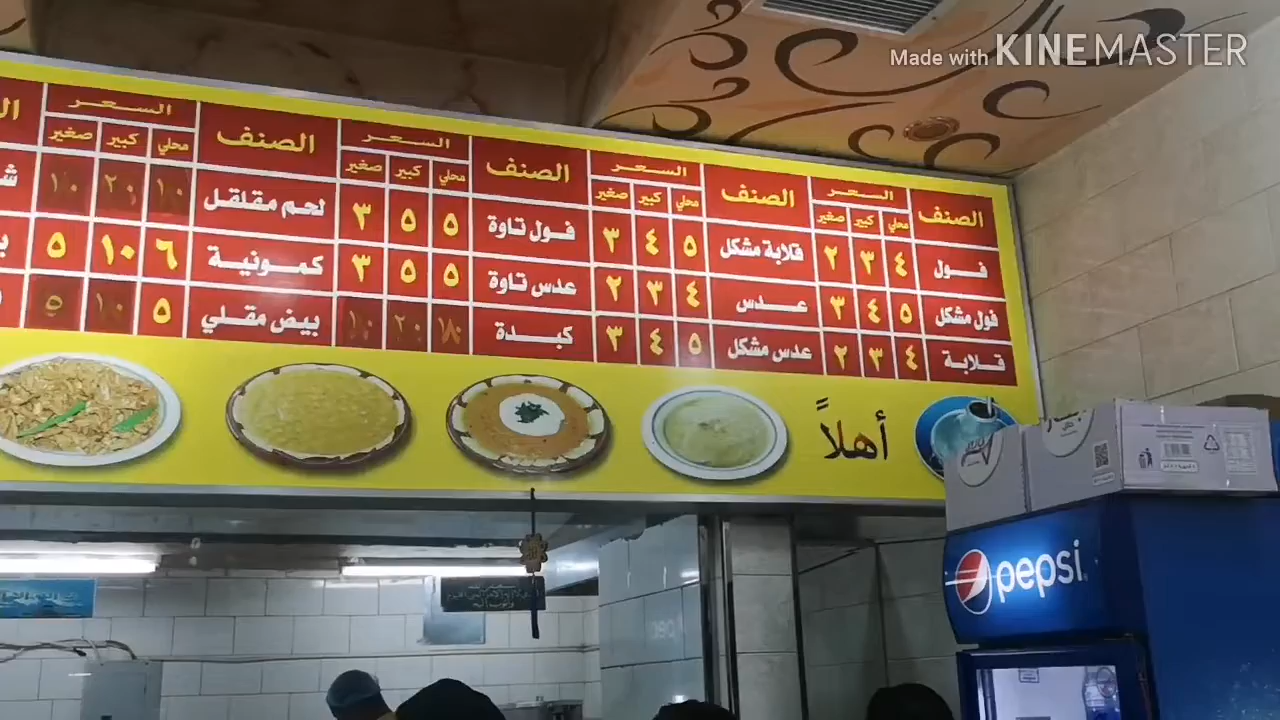 Made with KINEMASTER
الصنف السعر الصنف السعر الصنف السعر الصنف السعر
محلي كبير صغير محلي كبير صغير محلي كبير صغير محلي كبير صغير
فول ٤ ٣ ٢ قلابة مشكل ٥ ٤ ٣ فول تاوة ٥ ٥ ٣ لحم مقلقل ١٠ ٢٠ ١٠
فول مشكل ٥ ٤ ٣ عدس ٤ ٣ ٢ عدس تاوة ٥ ٥ ٣ كمونية ٦ ١٠ ٥
قلابة ٤ ٣ ٢ عدس مشكل ٥ ٤ ٣ كبدة ٢٠ ١٠ بيض مقلي ٥ ١٠ ٥
أهلاً
pepsi